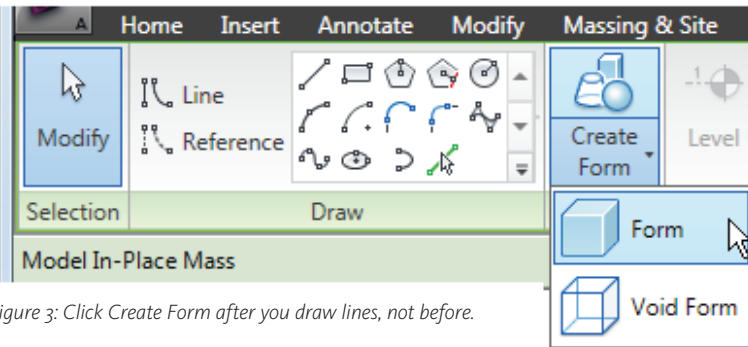 A Home Insert Annotate Modify Massing & Site
Modify
Line
Reference
Create Form
Level
Selection Draw
Form
Model In-Place Mass
Void Form
igure 3: Click Create Form after you draw lines, not before.